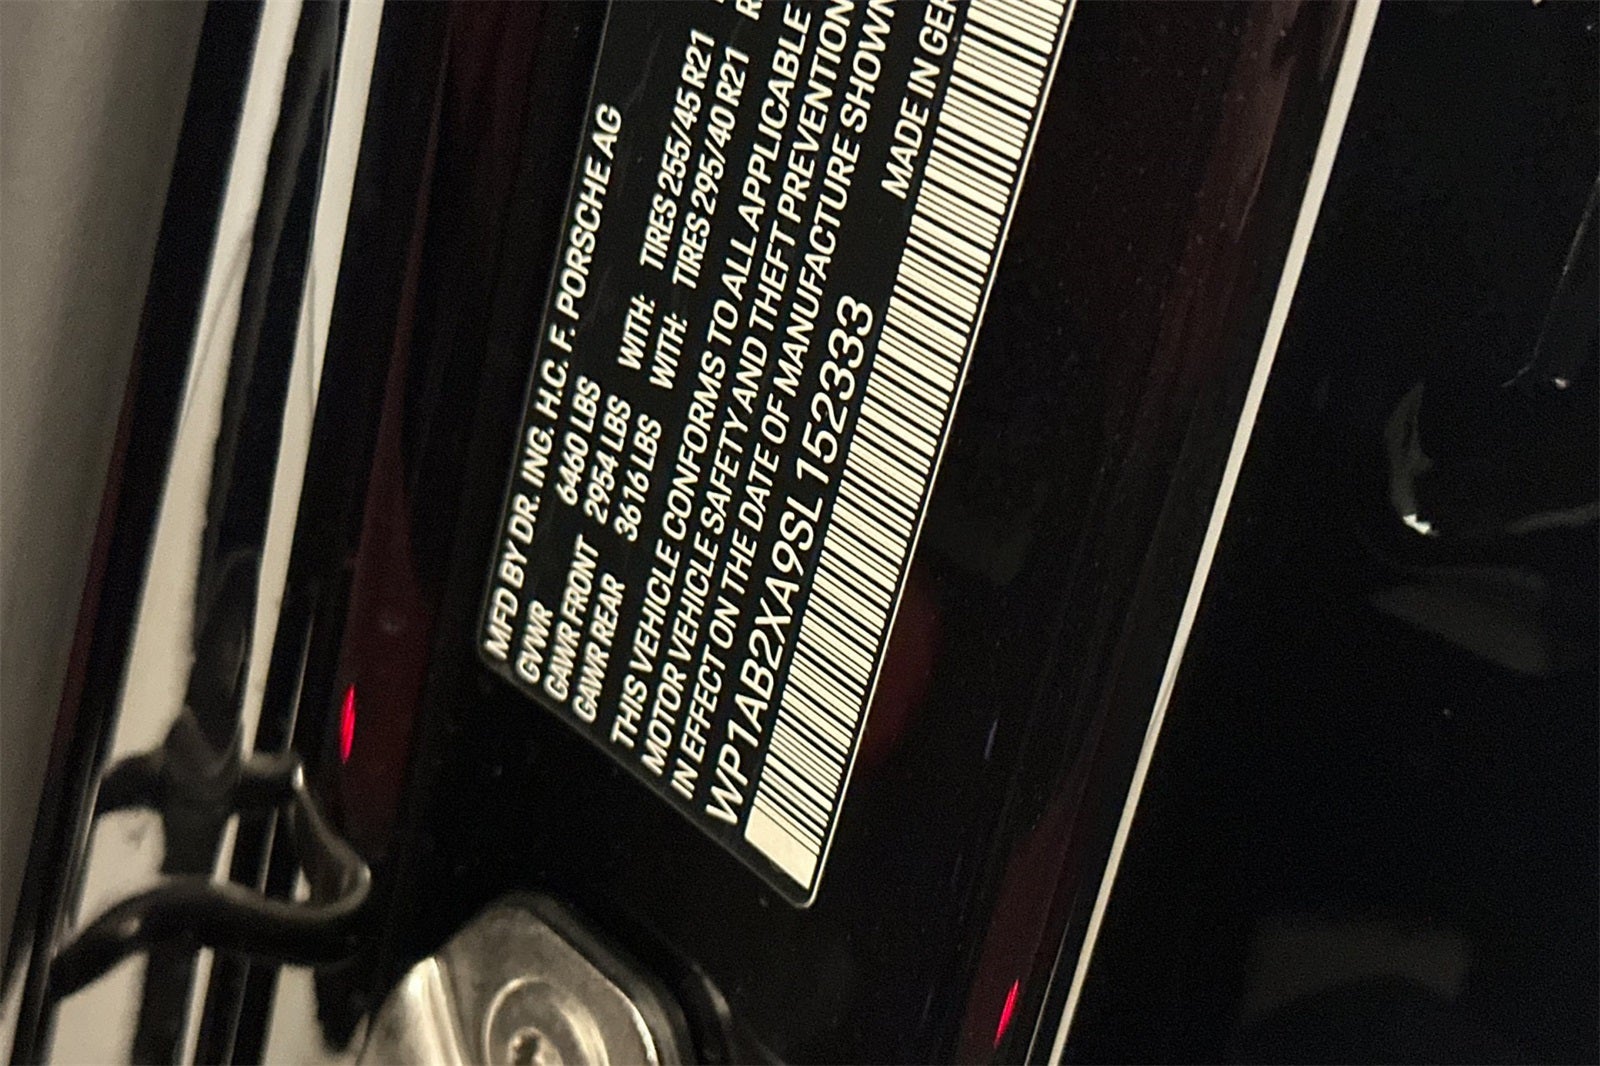 MFD BY DR. ING. H.C. F. PORSCHE AG
GVWR 6460 LBS
GAWR FRONT 2954 LBS WITH: TIRES 255/45 R21
GAWR REAR 3616 LBS WITH: TIRES 295/40 R21
THIS VEHICLE CONFORMS TO ALL APPLICABLE
MOTOR VEHICLE SAFETY AND THEFT PREVENTION
IN EFFECT ON THE DATE OF MANUFACTURE SHOWN
MADE IN GER
WP1AB2XA9SL152333